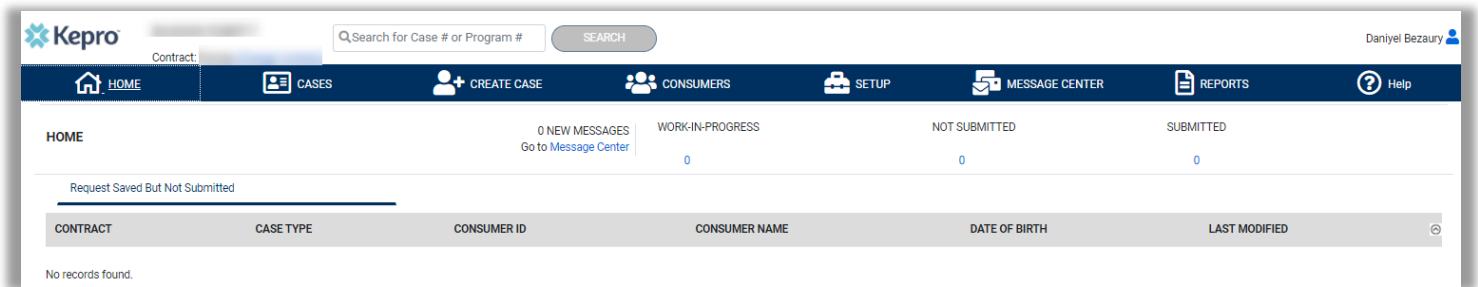 Kepro
Contract:
Search for Case # or Program #
SEARCH
Daniyel Bezaury
HOME
CASES
CREATE CASE
CONSUMERS
SETUP
MESSAGE CENTER
REPORTS
Help
HOME
0 NEW MESSAGES
Go to Message Center
WORK-IN-PROGRESS
0
NOT SUBMITTED
0
SUBMITTED
0
Request Saved But Not Submitted
CONTRACT CASE TYPE CONSUMER ID CONSUMER NAME DATE OF BIRTH LAST MODIFIED
No records found.